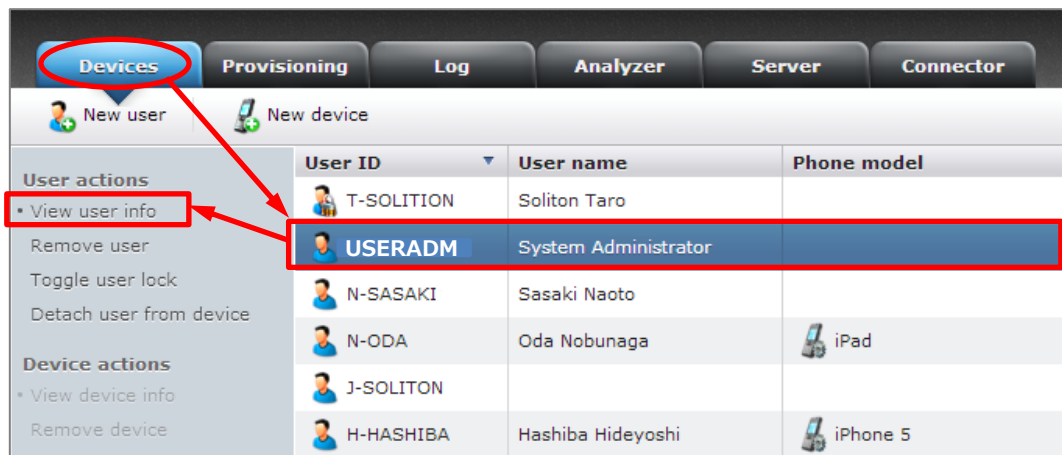 Devices Provisioning Log Analyzer Server Connector
New user New device
User ID User name Phone model
User actions
T-SOLITION Soliton Taro
• View user info
Remove user
USERADM System Administrator
Toggle user lock
N-SASAKI Sasaki Naoto
Detach user from device
N-ODA Oda Nobunaga iPad
Device actions
J-SOLITON
• View device info
Remove device
H-HASHIBA Hashiba Hideyoshi iPhone 5